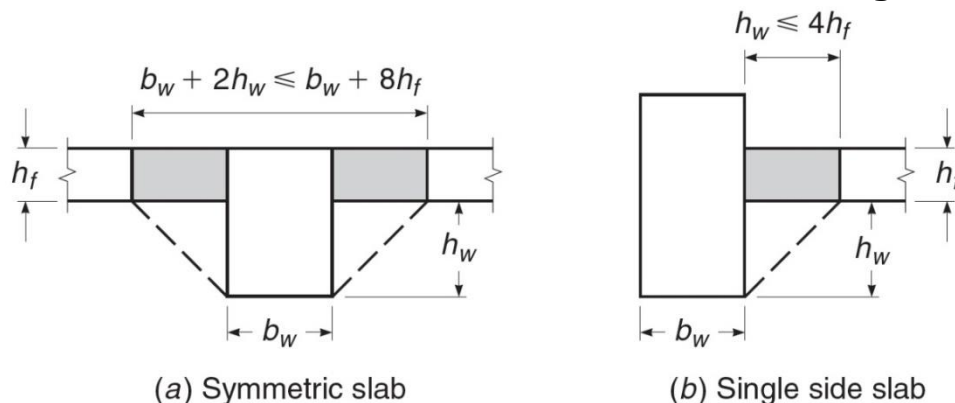 h_w ≤ 4h_f
b_w + 2h_w ≤ b_w + 8h_f
h_f
h_w
b_w
h_w
b_w
(a) Symmetric slab
(b) Single side slab